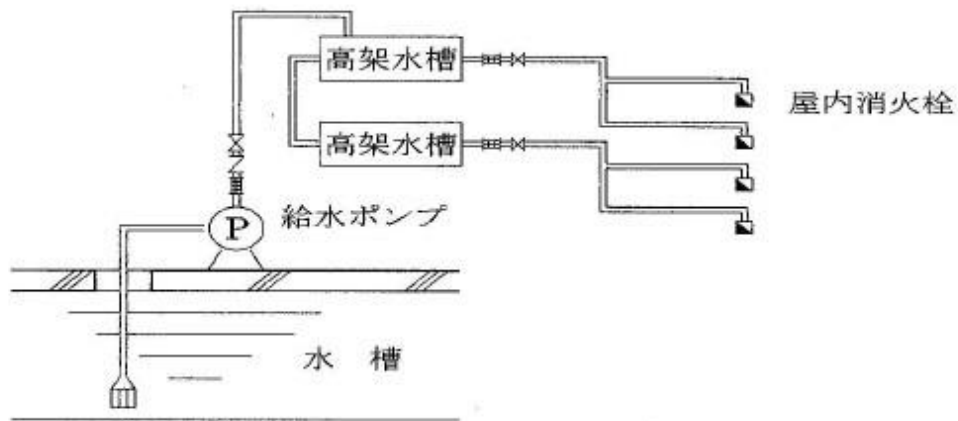 高架水槽
屋内消火栓
高架水槽
給水ポンプ
P
水 槽